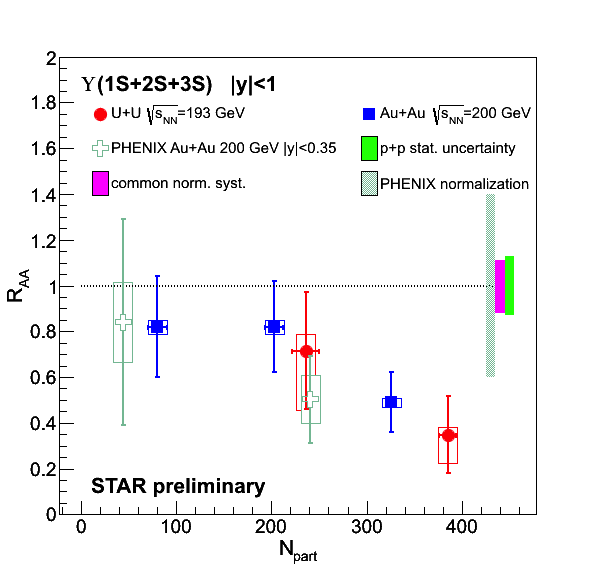 ϒ(1S+2S+3S) |y|<1
U+U √sNN=193 GeV
Au+Au √sNN=200 GeV
PHENIX Au+Au 200 GeV |y|<0.35
p+p stat. uncertainty
common norm. syst.
PHENIX normalization
2
1.8
1.6
1.4
1.2
1
0.8
0.6
0.4
0.2
0
RAA
STAR preliminary
0 100 200 300 400
Npart